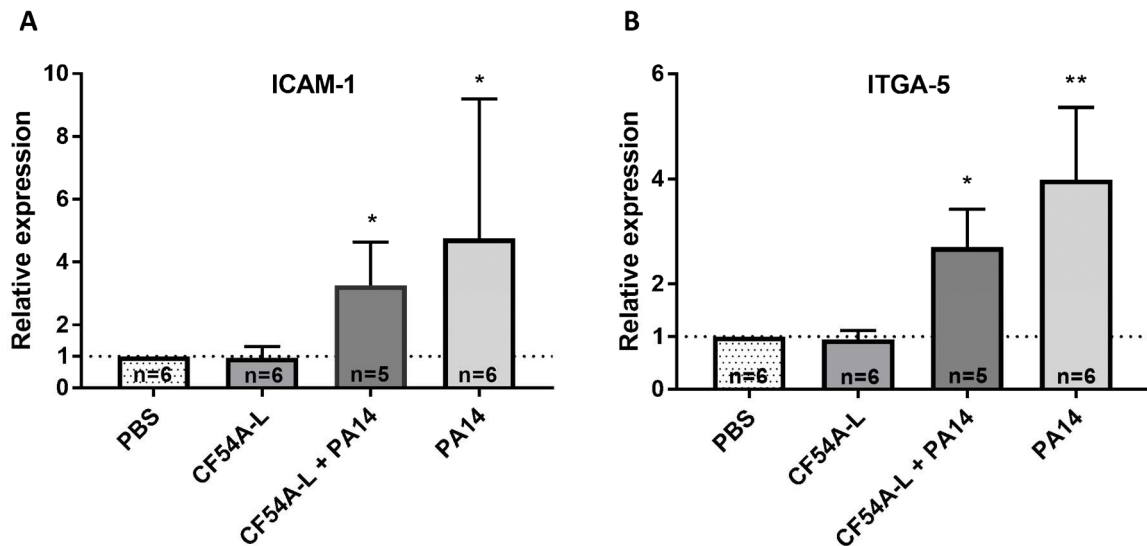 A
ICAM-1
Relative expression
10
8
6
4
2
1
0
*
*
n=6
n=6
n=5
n=6
PBS
CF54A-L
CF54A-L + PA14
PA14
B
ITGA-5
Relative expression
6
4
2
1
0
*
**
n=6
n=6
n=5
n=6
PBS
CF54A-L
CF54A-L + PA14
PA14